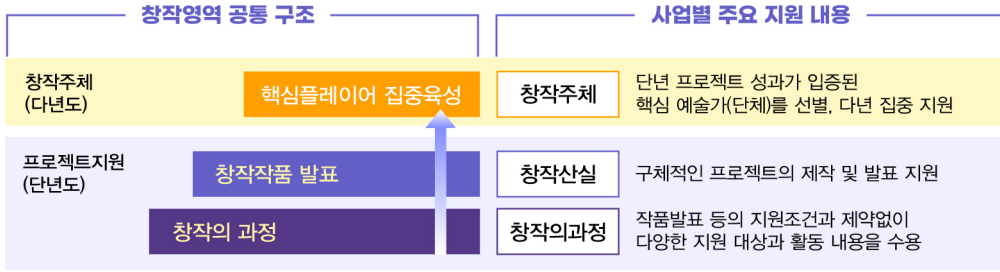 창작영역 공통 구조
사업별 주요 지원 내용
창작주체
(다년도)
핵심플레이어 집중육성
창작주체
단년 프로젝트 성과가 입증된
핵심 예술가(단체)를 선별, 다년 집중 지원
프로젝트지원
(단년도)
창작작품 발표
창작산실
구체적인 프로젝트의 제작 및 발표 지원
창작의 과정
창작의과정
작품발표 등의 지원조건과 제약없이
다양한 지원 대상과 활동 내용을 수용